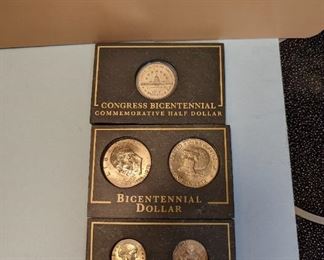 CONGRESS BICENTENNIAL
COMMEMORATIVE HALF DOLLAR
BICENTENNIAL
DOLLAR